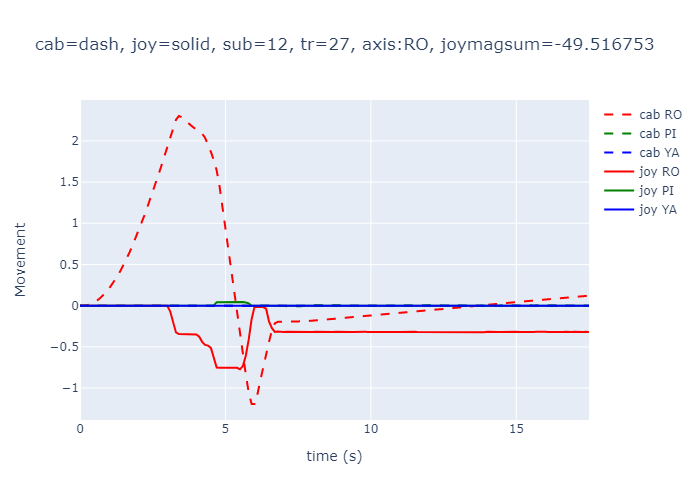 cab=dash, joy=solid, sub=12, tr=27, axis:RO, joymagsum=-49.516753
cab RO
cab PI
cab YA
joy RO
joy PI
joy YA
Movement
2
1.5
1
0.5
0
−0.5
−1
0
5
10
15
time (s)